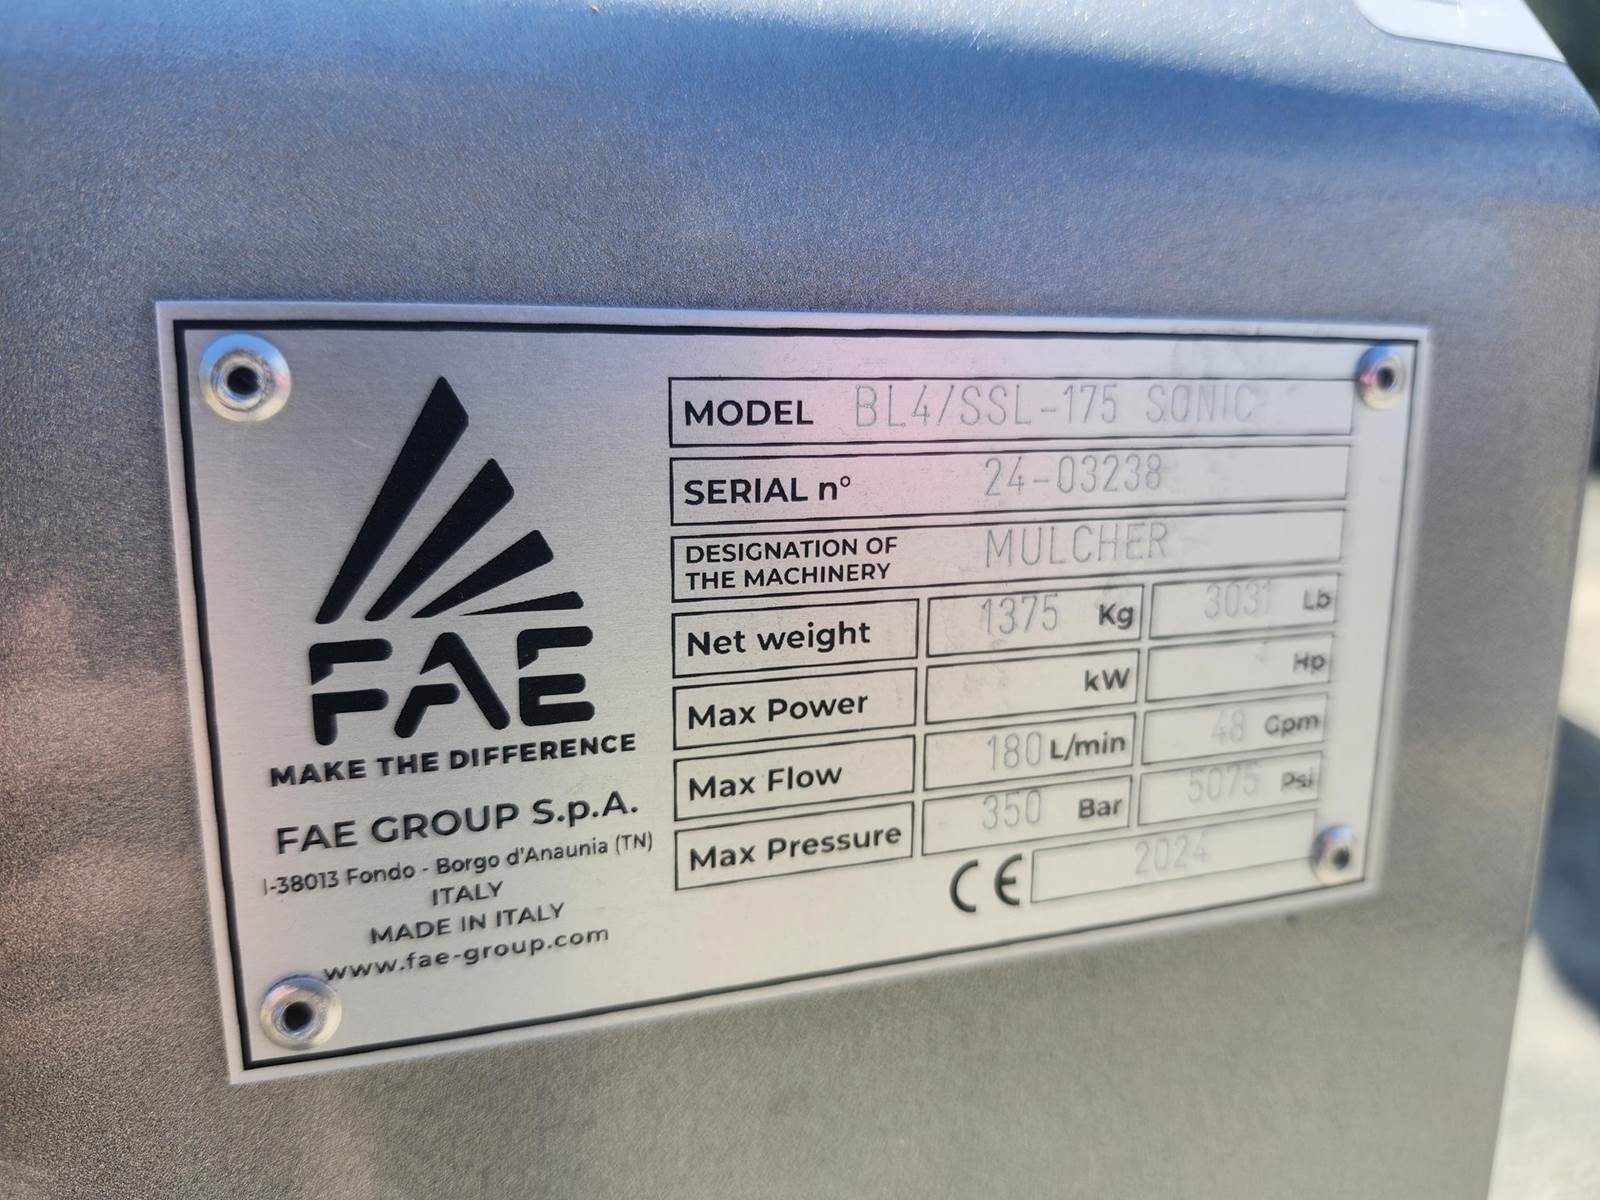 FAE
MAKE THE DIFFERENCE
FAE GROUP S.p.A.
I-38013 Fondo - Borgo d'Anaunia (TN)
ITALY
MADE IN ITALY
www.fae-group.com
MODEL BL4/SSL-175 SONIC
SERIAL n° 24-03238
DESIGNATION OF
THE MACHINERY MULCHER
Net weight 1375 Kg 3031 Lb
Max Power kW Hp
Max Flow 180 L/min 48 Gpm
Max Pressure 350 Bar 5075 Psi
CE 2024